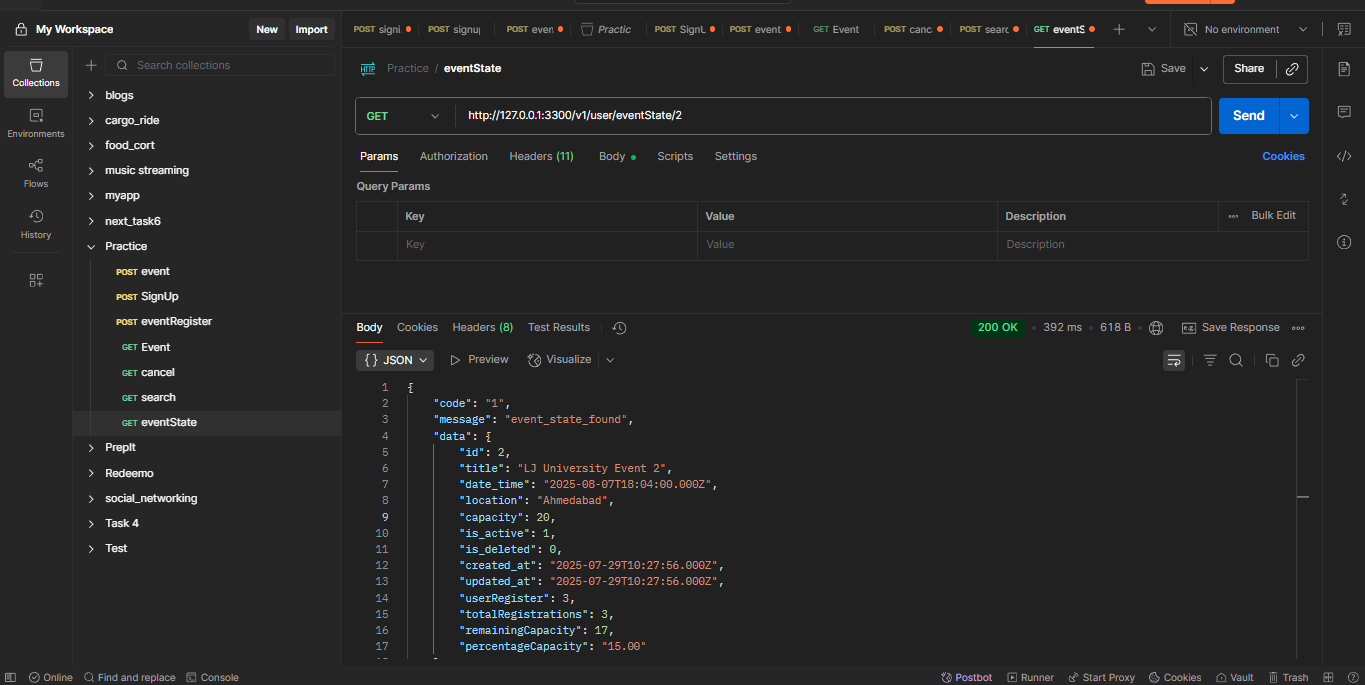 My Workspace
New
Import
POST signi
POST signup
POST even
Practic
POST SignU
POST event
GET Event
POST canc
POST searc
GET eventS
No environment
Collections
Environments
Flows
History
Search collections
blogs
cargo_ride
food_cort
music streaming
myapp
next_task6
Practice
POST event
POST SignUp
POST eventRegister
GET Event
GET cancel
GET search
GET eventState
PrepIt
Redeemo
social_networking
Task 4
Test
HTTP Practice / eventState
Save
Share
GET http://127.0.0.1:3300/v1/user/eventState/2
Send
Params Authorization Headers (11) Body Scripts Settings
Cookies
Query Params
Key Value Description Bulk Edit
Key Value Description
Body Cookies Headers (8) Test Results
200 OK 392 ms 618 B Save Response
{} JSON Preview Visualize
1 {
2 "code": "1",
3 "message": "event_state_found",
4 "data": {
5 "id": 2,
6 "title": "LJ University Event 2",
7 "date_time": "2025-08-07T18:04:00.000Z",
8 "location": "Ahmedabad",
9 "capacity": 20,
10 "is_active": 1,
11 "is_deleted": 0,
12 "created_at": "2025-07-29T10:27:56.000Z",
13 "updated_at": "2025-07-29T10:27:56.000Z",
14 "userRegister": 3,
15 "totalRegistrations": 3,
16 "remainingCapacity": 17,
17 "percentageCapacity": "15.00"
Online Find and replace Console
Postbot Runner Start Proxy Cookies Vault Trash